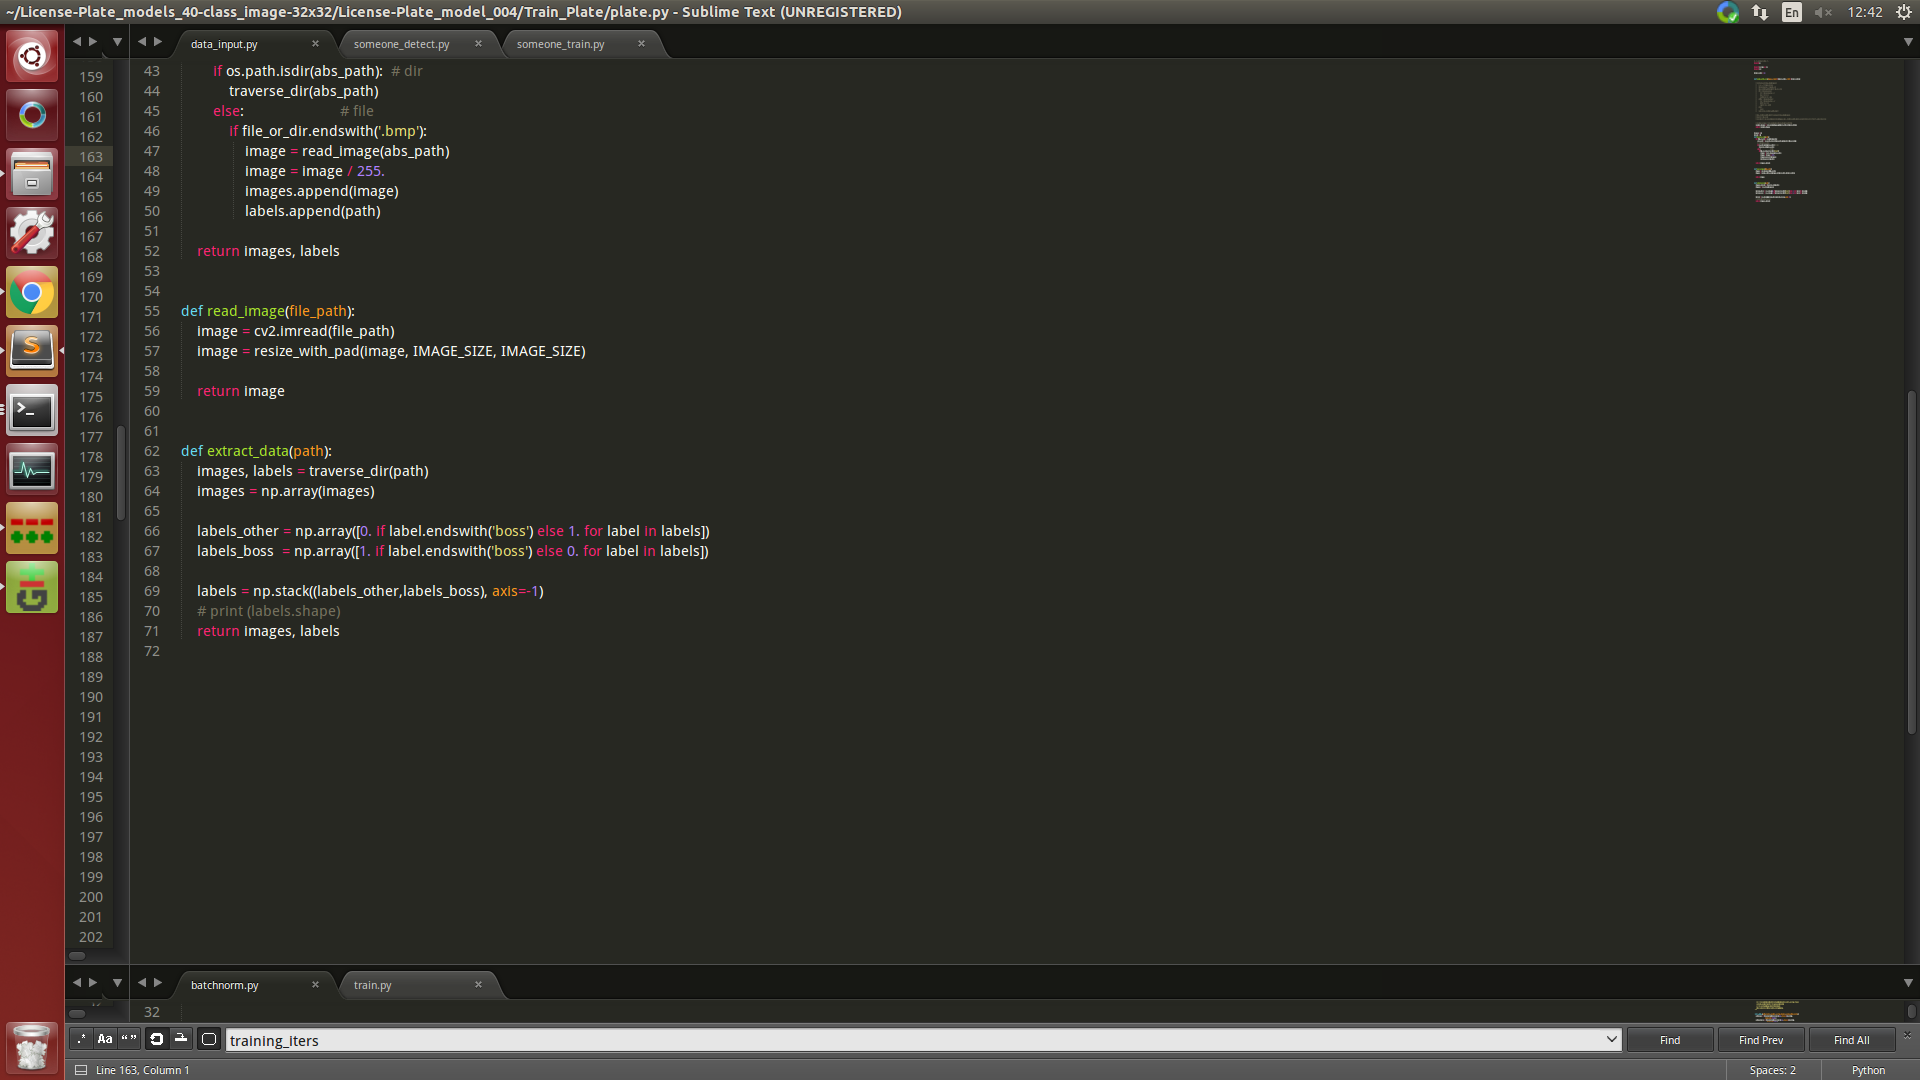 ~/License-Plate_models_40-class_image-32x32/License-Plate_model_004/Train_Plate/plate.py - Sublime Text (UNREGISTERED)
En 12:42
data_input.py × someone_detect.py × someone_train.py ×
159
160
161
162
163
164
165
166
167
168
169
170
171
172
173
174
175
176
177
178
179
180
181
182
183
184
185
186
187
188
189
190
191
192
193
194
195
196
197
198
199
200
201
202
43 if os.path.isdir(abs_path): # dir
44 traverse_dir(abs_path)
45 else: # file
46 if file_or_dir.endswith('.bmp'):
47 image = read_image(abs_path)
48 image = image / 255.
49 images.append(image)
50 labels.append(path)
51
52 return images, labels
53
54
55 def read_image(file_path):
56 image = cv2.imread(file_path)
57 image = resize_with_pad(image, IMAGE_SIZE, IMAGE_SIZE)
58
59 return image
60
61
62 def extract_data(path):
63 images, labels = traverse_dir(path)
64 images = np.array(images)
65
66 labels_other = np.array([0. if label.endswith('boss') else 1. for label in labels])
67 labels_boss = np.array([1. if label.endswith('boss') else 0. for label in labels])
68
69 labels = np.stack((labels_other,labels_boss), axis=-1)
70 # print (labels.shape)
71 return images, labels
72
batchnorm.py × train.py ×
32
.* Aa “ ” training_iters Find Find Prev Find All ×
Line 163, Column 1 Spaces: 2 Python